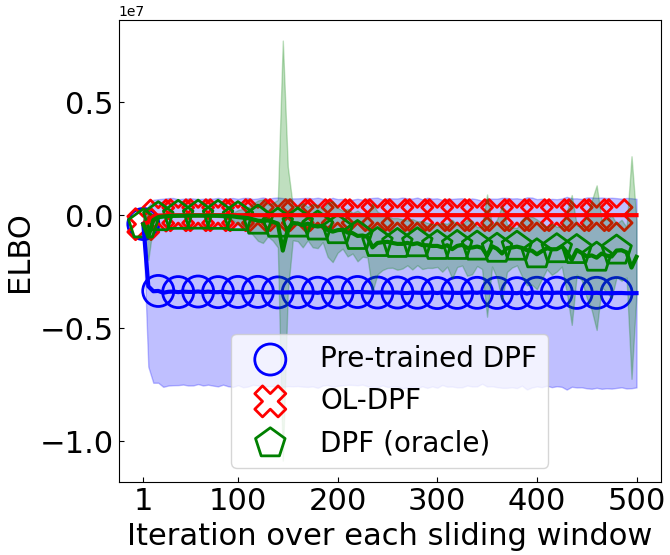 1e7
0.5
0.0
−0.5
−1.0
ELBO
Pre-trained DPF
OL-DPF
DPF (oracle)
1 100 200 300 400 500
Iteration over each sliding window